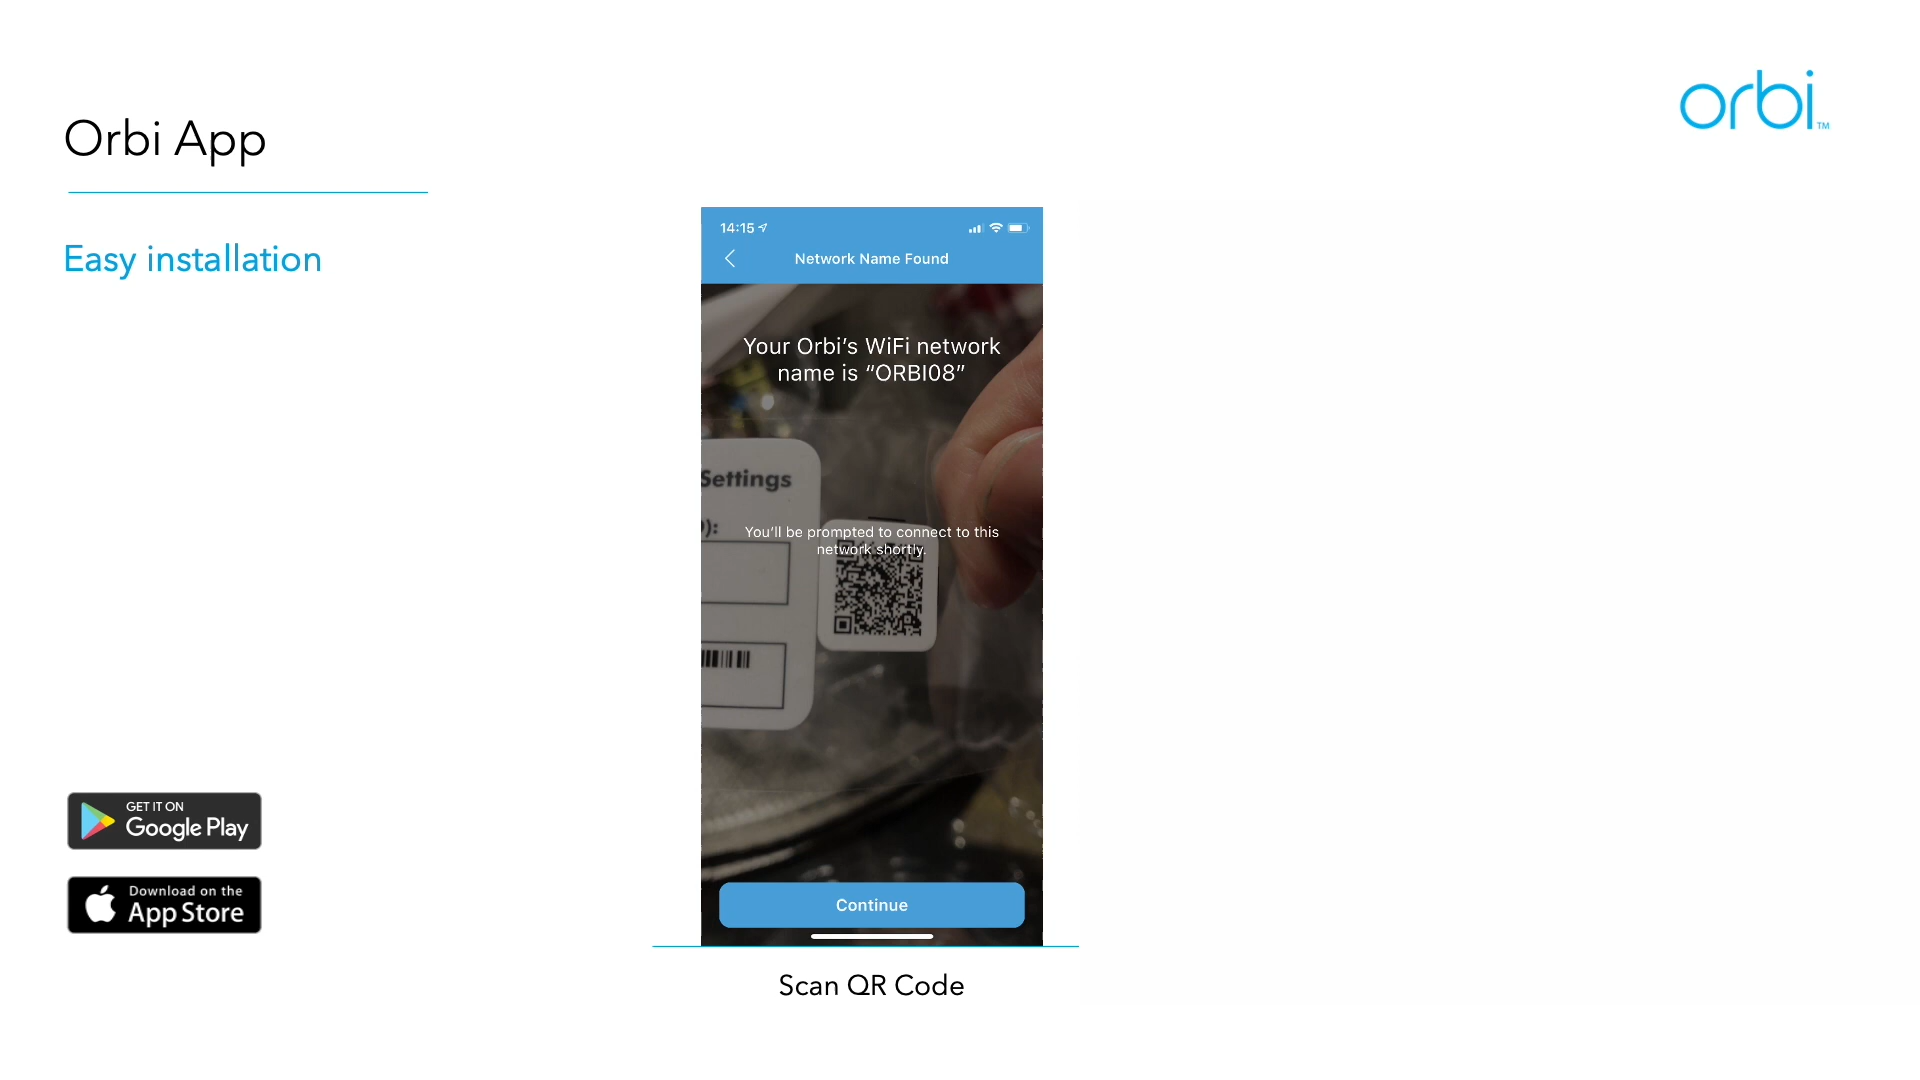 orbi™
Orbi App
Easy installation
14:15
Network Name Found
Your Orbi's WiFi network
name is “ORBI08”
Settings
):
You'll be prompted to connect to this
network shortly.
Continue
Scan QR Code
GET IT ON
Google Play
Download on the
App Store